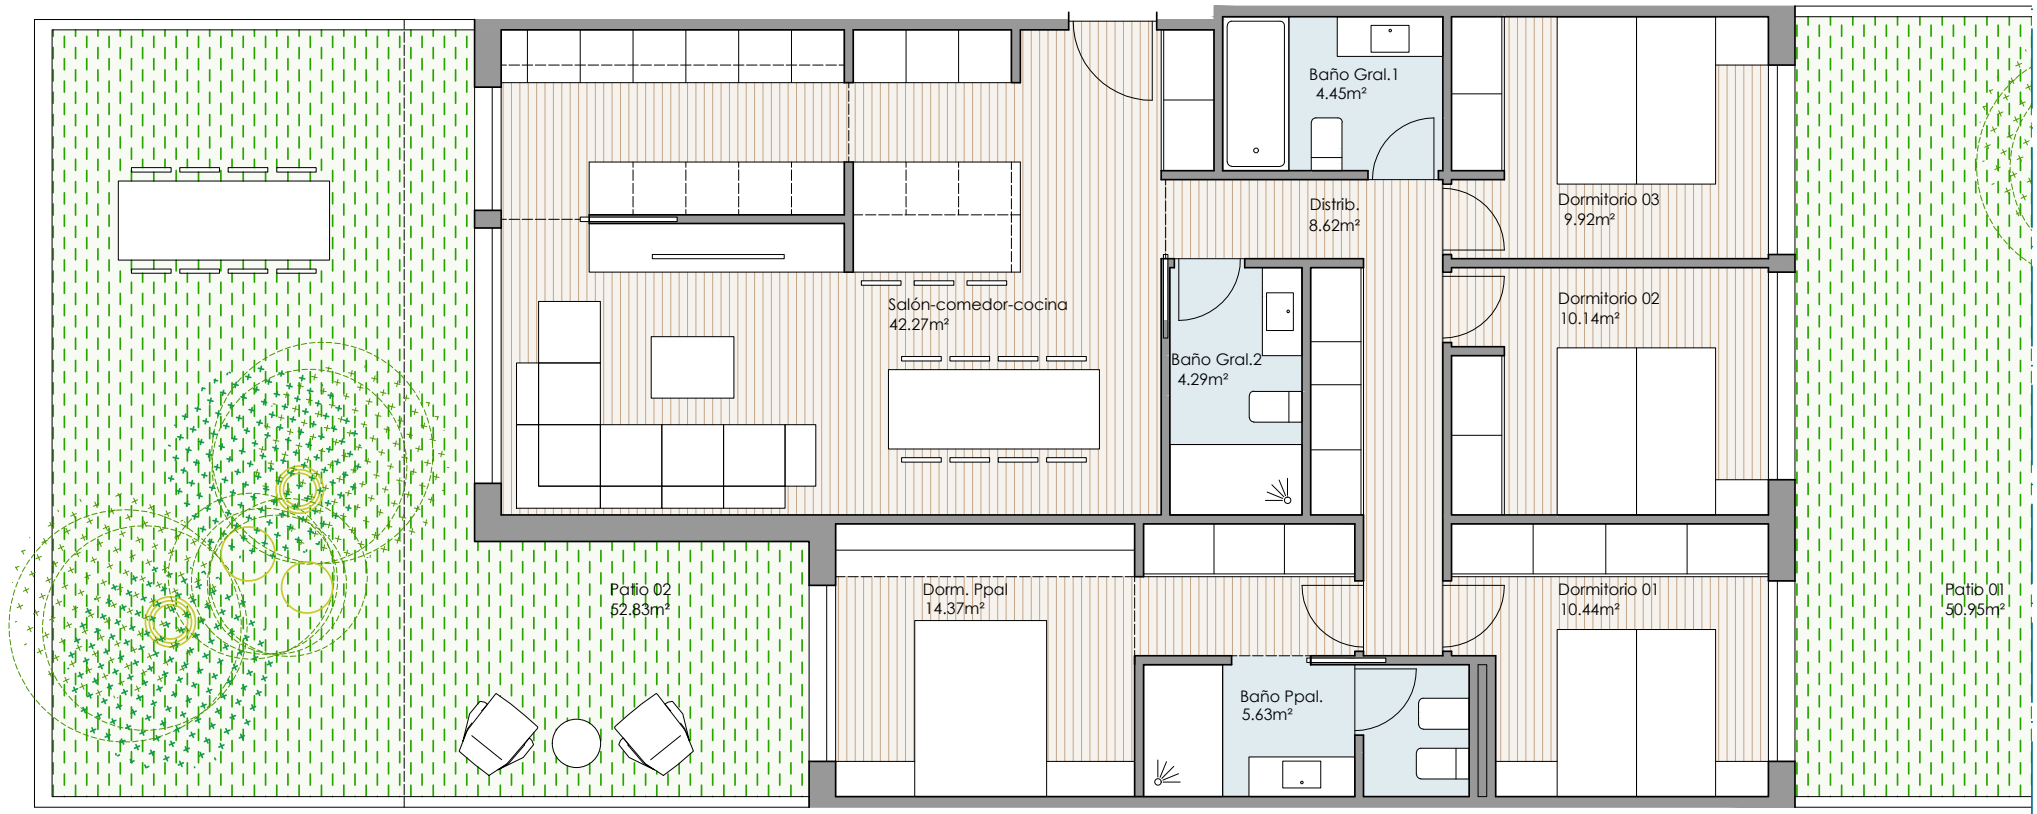 Baño Gral.1
4.45m²
Distrib.
8.62m²
Dormitorio 03
9.92m²
Salón-comedor-cocina
42.27m²
Baño Gral.2
4.29m²
Dormitorio 02
10.14m²
Patio 02
52.83m²
Dorm. Ppal
14.37m²
Baño Ppal.
5.63m²
Dormitorio 01
10.44m²
Patio 01
50.95m²